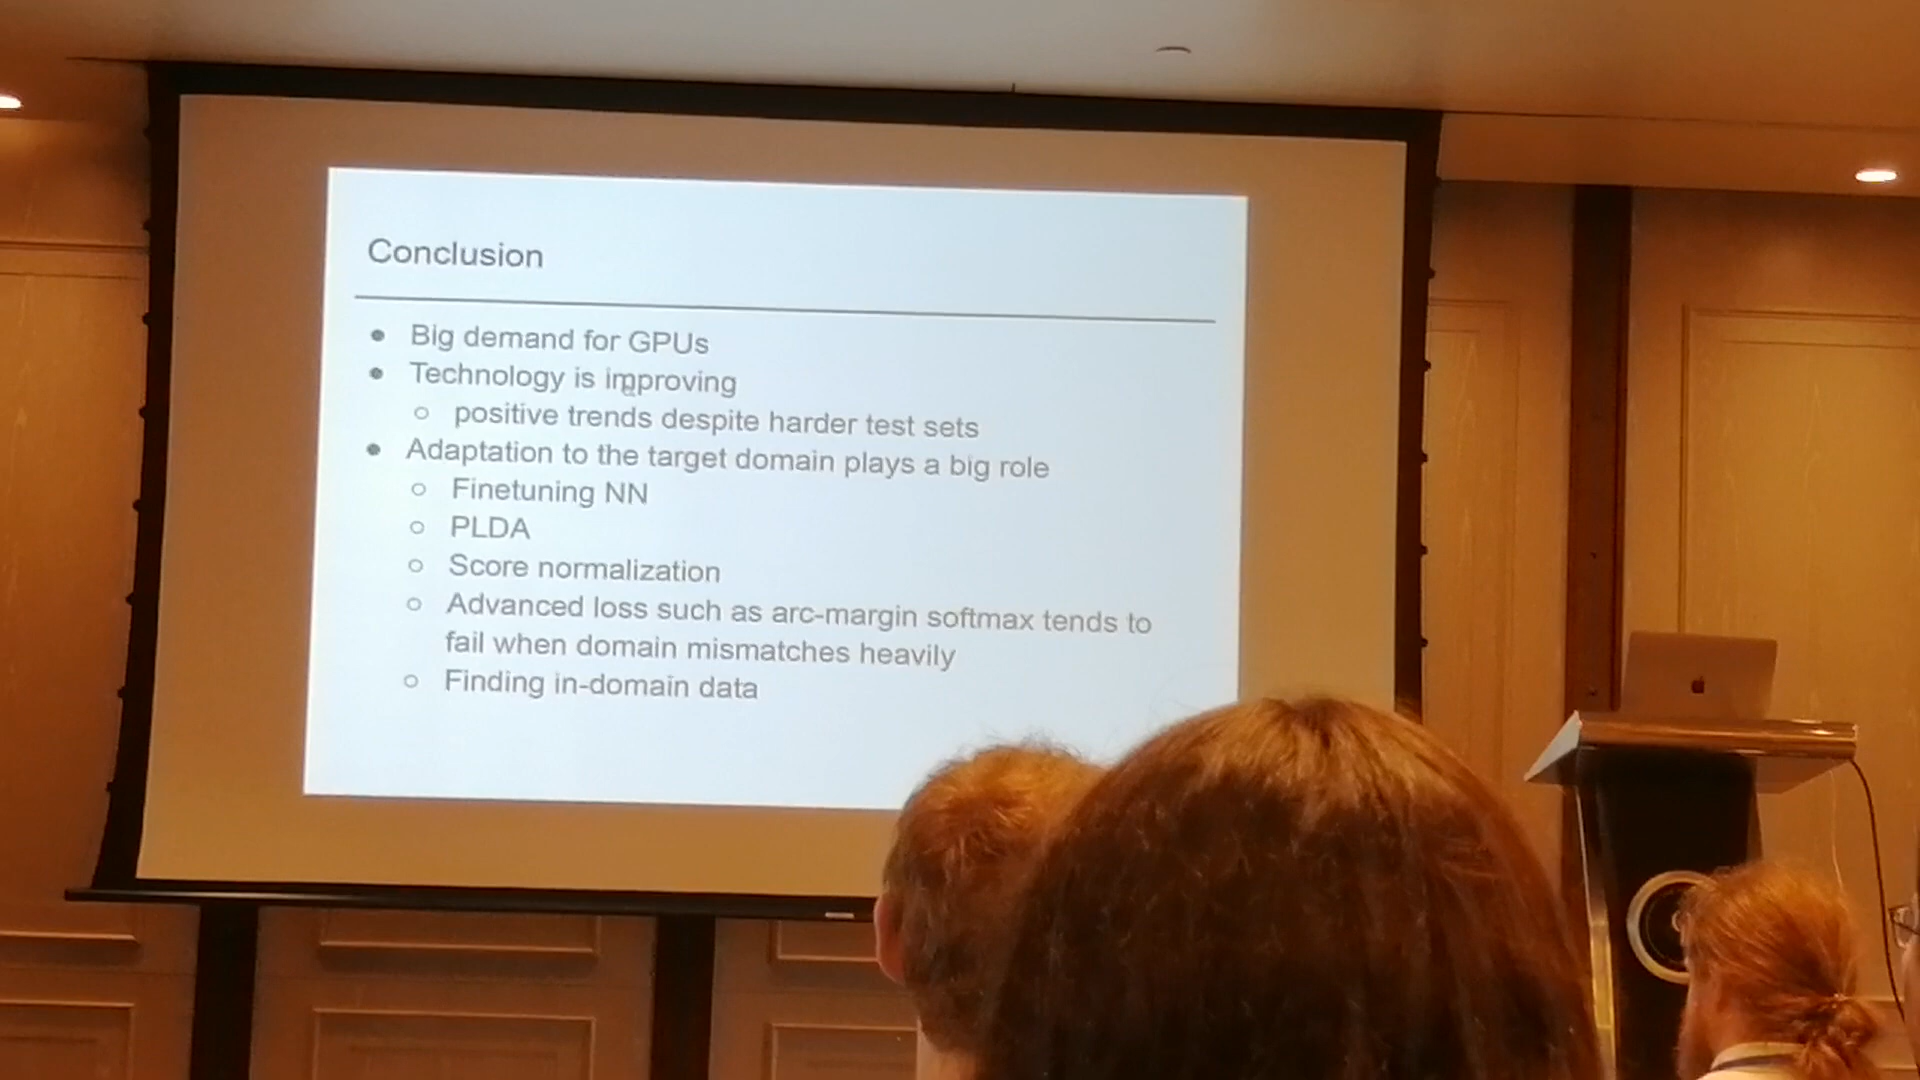 Conclusion
● Big demand for GPUs
● Technology is improving
○ positive trends despite harder test sets
● Adaptation to the target domain plays a big role
○ Finetuning NN
○ PLDA
○ Score normalization
○ Advanced loss such as arc-margin softmax tends to
fail when domain mismatches heavily
○ Finding in-domain data